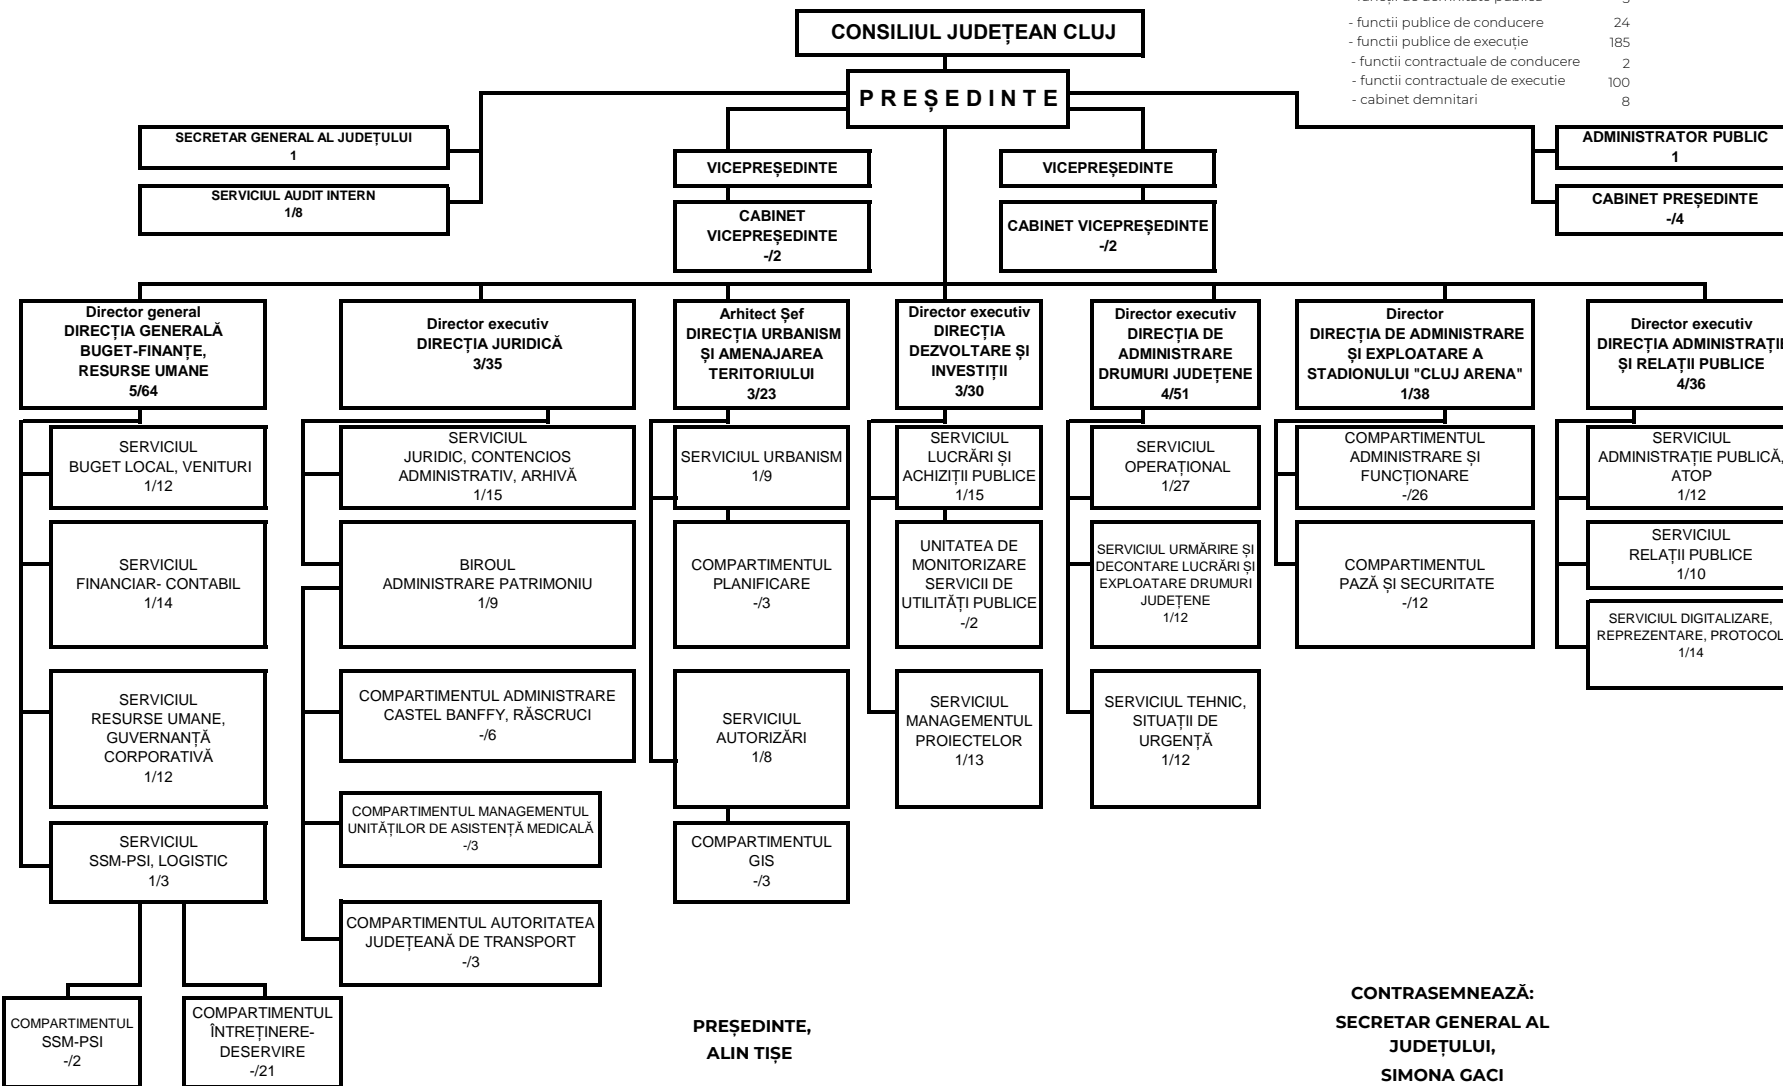 CONSILIUL JUDEȚEAN CLUJ
- functii publice de conducere 24
- functii publice de execuție 185
- functii contractuale de conducere 2
- functii contractuale de executie 100
- cabinet demnitari 8
PREȘEDINTE
SECRETAR GENERAL AL JUDEȚULUI
1
SERVICIUL AUDIT INTERN
1/8
VICEPREȘEDINTE
CABINET
VICEPREȘEDINTE
-/2
VICEPREȘEDINTE
CABINET VICEPREȘEDINTE
-/2
ADMINISTRATOR PUBLIC
1
CABINET PREȘEDINTE
-/4
Director general
DIRECȚIA GENERALĂ
BUGET-FINANȚE,
RESURSE UMANE
5/64
Director executiv
DIRECȚIA JURIDICĂ
3/35
Arhitect Șef
DIRECȚIA URBANISM
ȘI AMENAJAREA
TERITORIULUI
3/23
Director executiv
DIRECȚIA
DEZVOLTARE ȘI
INVESTIȚII
3/30
Director executiv
DIRECȚIA DE
ADMINISTRARE
DRUMURI JUDEȚENE
4/51
Director
DIRECȚIA DE ADMINISTRARE
ȘI EXPLOATARE A
STADIONULUI "CLUJ ARENA"
1/38
Director executiv
DIRECȚIA ADMINISTRAȚIE
ȘI RELAȚII PUBLICE
4/36
SERVICIUL
BUGET LOCAL, VENITURI
1/12
SERVICIUL
FINANCIAR- CONTABIL
1/14
SERVICIUL
RESURSE UMANE,
GUVERNANȚĂ
CORPORATIVĂ
1/12
SERVICIUL
SSM-PSI, LOGISTIC
1/3
COMPARTIMENTUL
SSM-PSI
-/2
COMPARTIMENTUL
ÎNTREȚINERE-
DESERVIRE
-/21
SERVICIUL
JURIDIC, CONTENCIOS
ADMINISTRATIV, ARHIVĂ
1/15
BIROUL
ADMINISTRARE PATRIMONIU
1/9
COMPARTIMENTUL ADMINISTRARE
CASTEL BANFFY, RĂSCRUCI
-/6
COMPARTIMENTUL MANAGEMENTUL
UNITĂȚILOR DE ASISTENȚĂ MEDICALĂ
-/3
COMPARTIMENTUL AUTORITATEA
JUDEȚEANĂ DE TRANSPORT
-/3
SERVICIUL URBANISM
1/9
COMPARTIMENTUL
PLANIFICARE
-/3
SERVICIUL
AUTORIZĂRI
1/8
COMPARTIMENTUL
GIS
-/3
SERVICIUL
LUCRĂRI ȘI
ACHIZIȚII PUBLICE
1/15
UNITATEA DE
MONITORIZARE
SERVICII DE
UTILITĂȚI PUBLICE
-/2
SERVICIUL
MANAGEMENTUL
PROIECTELOR
1/13
SERVICIUL
OPERAȚIONAL
1/27
SERVICIUL URMĂRIRE ȘI
DECONTARE LUCRĂRI ȘI
EXPLOATARE DRUMURI
JUDEȚENE
1/12
SERVICIUL TEHNIC,
SITUAȚII DE
URGENȚĂ
1/12
COMPARTIMENTUL
ADMINISTRARE ȘI
FUNCȚIONARE
-/26
COMPARTIMENTUL
PAZĂ ȘI SECURITATE
-/12
SERVICIUL
ADMINISTRAȚIE PUBLICĂ,
ATOP
1/12
SERVICIUL
RELAȚII PUBLICE
1/10
SERVICIUL DIGITALIZARE,
REPREZENTARE, PROTOCOL
1/14
PREȘEDINTE,
ALIN TIȘE
CONTRASEMNEAZĂ:
SECRETAR GENERAL AL
JUDEȚULUI,
SIMONA GACI